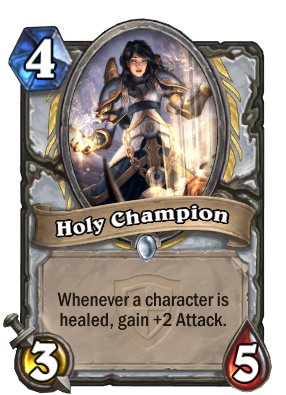 4
Holy Champion
Whenever a character is
healed, gain +2 Attack.
3
5